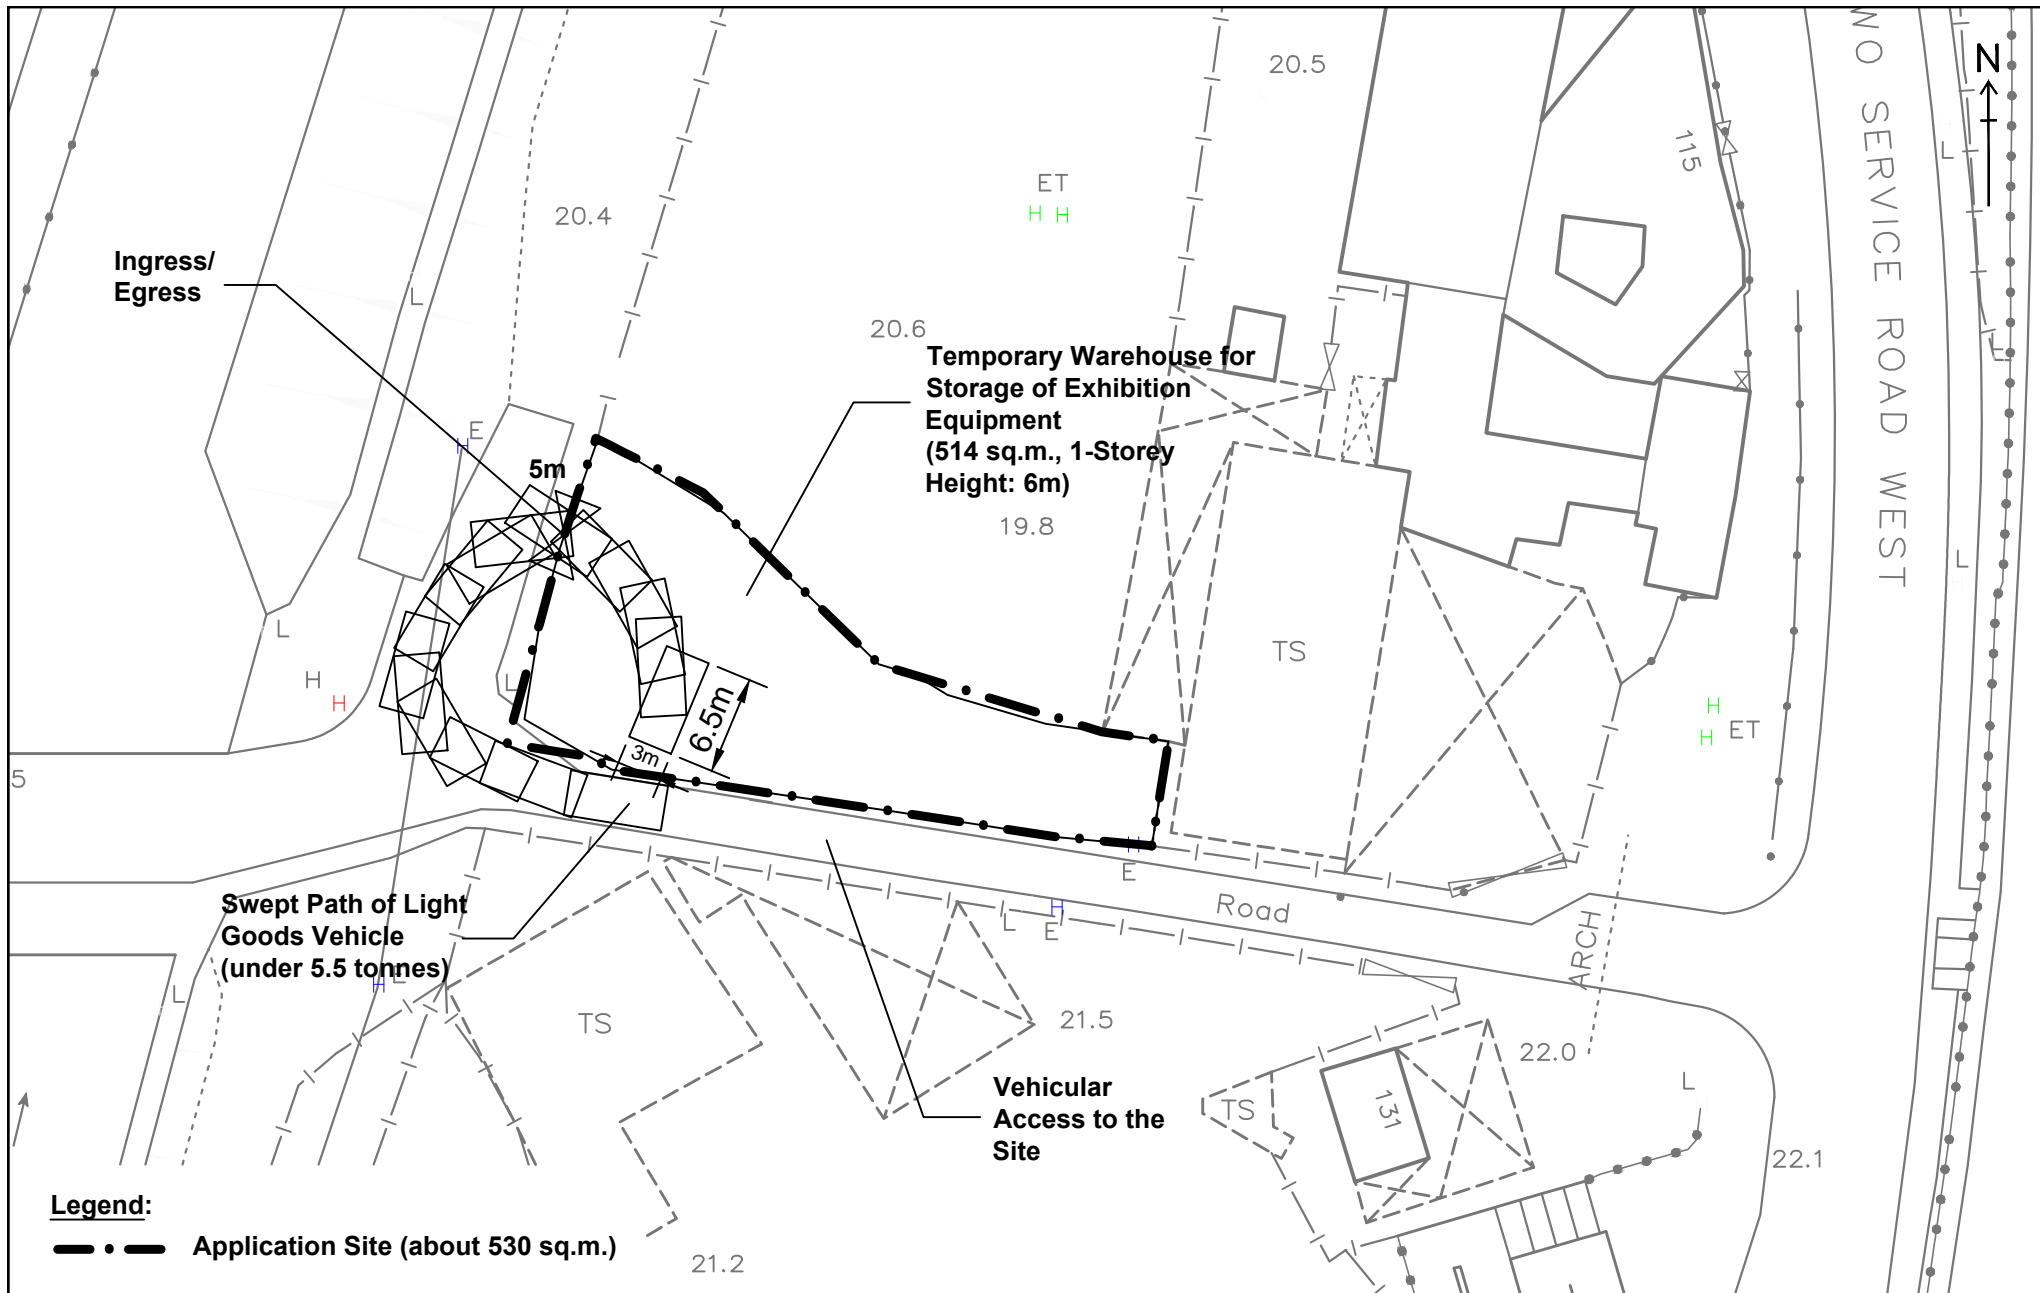 20.5
N
WO SERVICE ROAD WEST
L
115
ET
H H
20.4
Ingress/
Egress
L
20.6
Temporary Warehouse for
Storage of Exhibition
Equipment
(514 sq.m., 1-Storey
Height: 6m)
L
E
H
5m
19.8
L
L
TS
H
H
L
6.5m
H
H
ET
3m
5
H
E
Swept Path of Light
Goods Vehicle
(under 5.5 tonnes)
H
E
L
Road
L
H
E
ARCH
TS
21.5
22.0
Vehicular
Access to the
Site
TS
131
L
22.1
Legend:
Application Site (about 530 sq.m.)
21.2